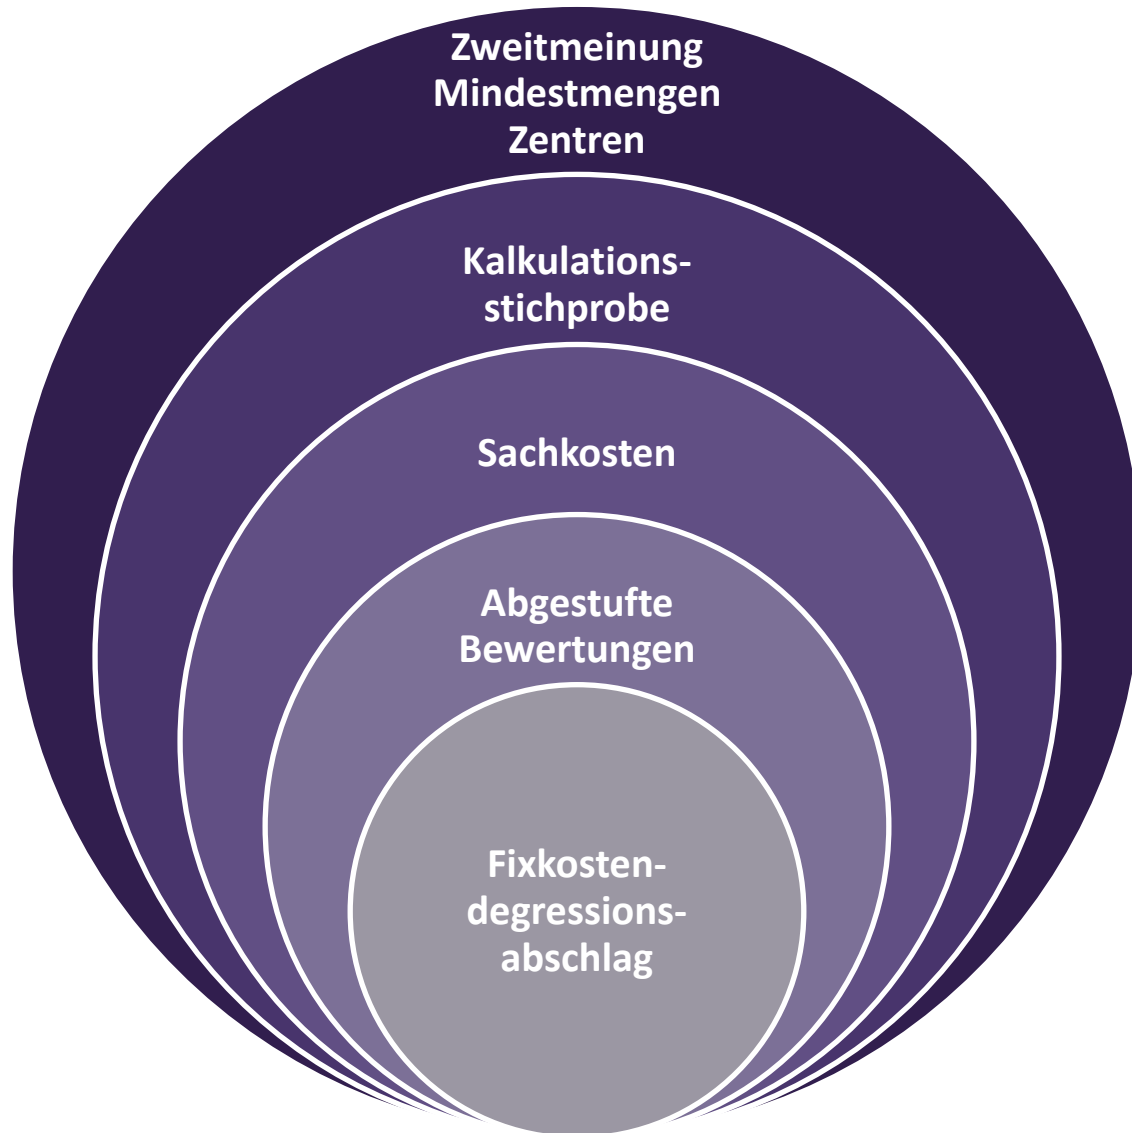 Zweitmeinung
Mindestmengen
Zentren
Kalkulations-
stichprobe
Sachkosten
Abgestufte
Bewertungen
Fixkosten-
degressions-
abschlag